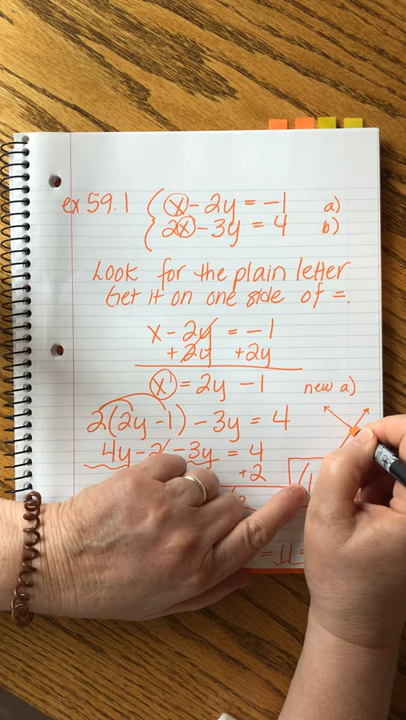 ex 59.1 x - 2y = -1 a)
2x - 3y = 4 b)
Look for the plain letter
Get it on one side of =.
x - 2y = -1
+2y +2y
x' = 2y - 1 new a)
2(2y - 1) - 3y = 4
4y - 2 - 3y = 4
+2
= 11